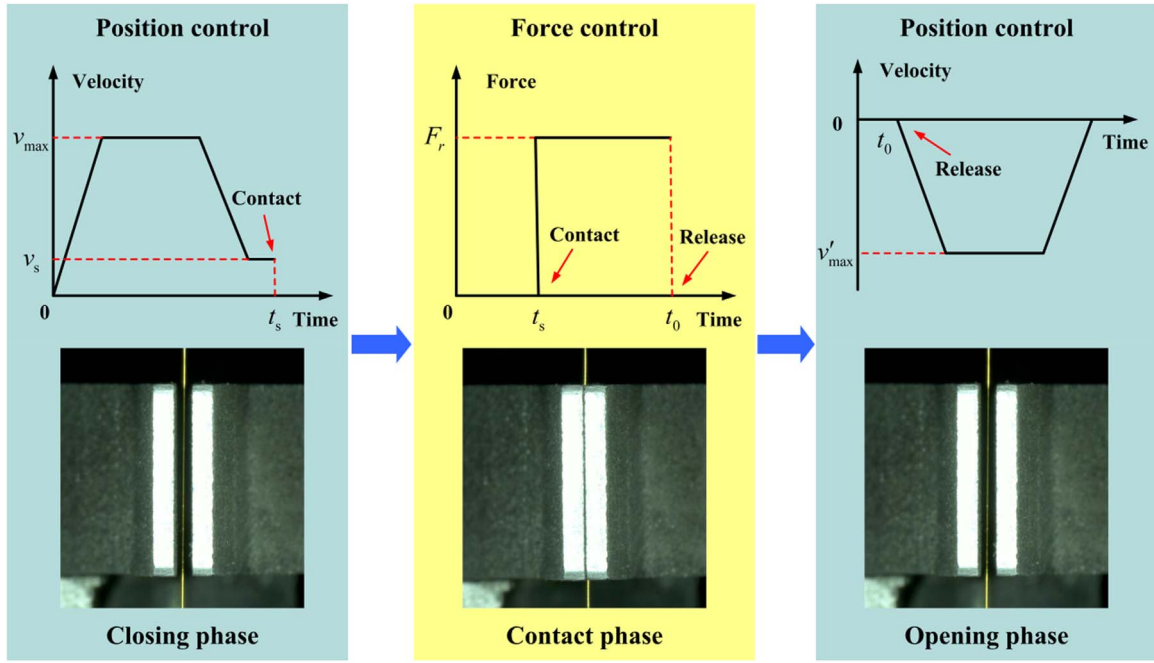 Position control
Velocity
v_max
Contact
v_s
0
t_s
Time
Closing phase
Force control
Force
F_r
Contact
Release
0
t_s
t_0
Time
Contact phase
Position control
Velocity
0
t_0
Time
Release
v'_max
Opening phase